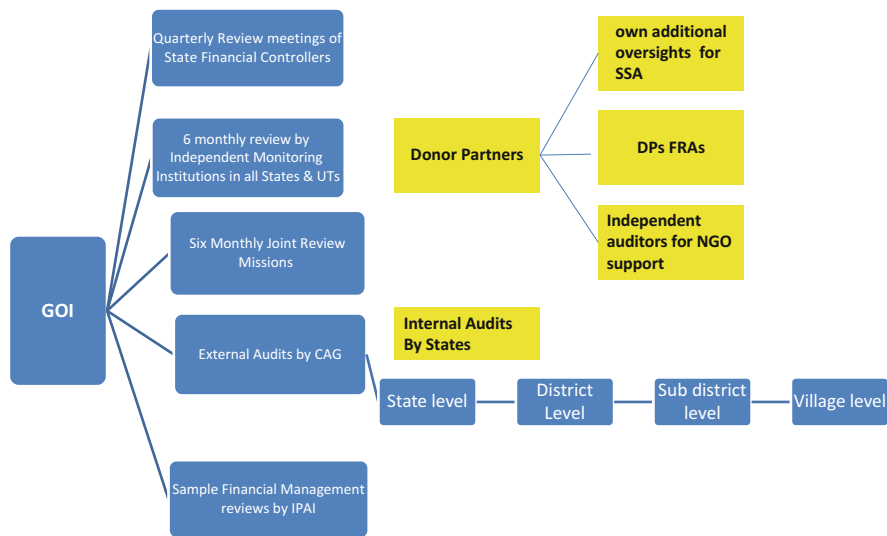 GOI
Quarterly Review meetings of
State Financial Controllers
6 monthly review by
Independent Monitoring
Institutions in all States & UTs
Six Monthly Joint Review
Missions
External Audits by CAG
Sample Financial Management
reviews by IPAI
Donor Partners
own additional
oversights for
SSA
DPs FRAs
Independent
auditors for NGO
support
Internal Audits
By States
State level
District
Level
Sub district
level
Village level